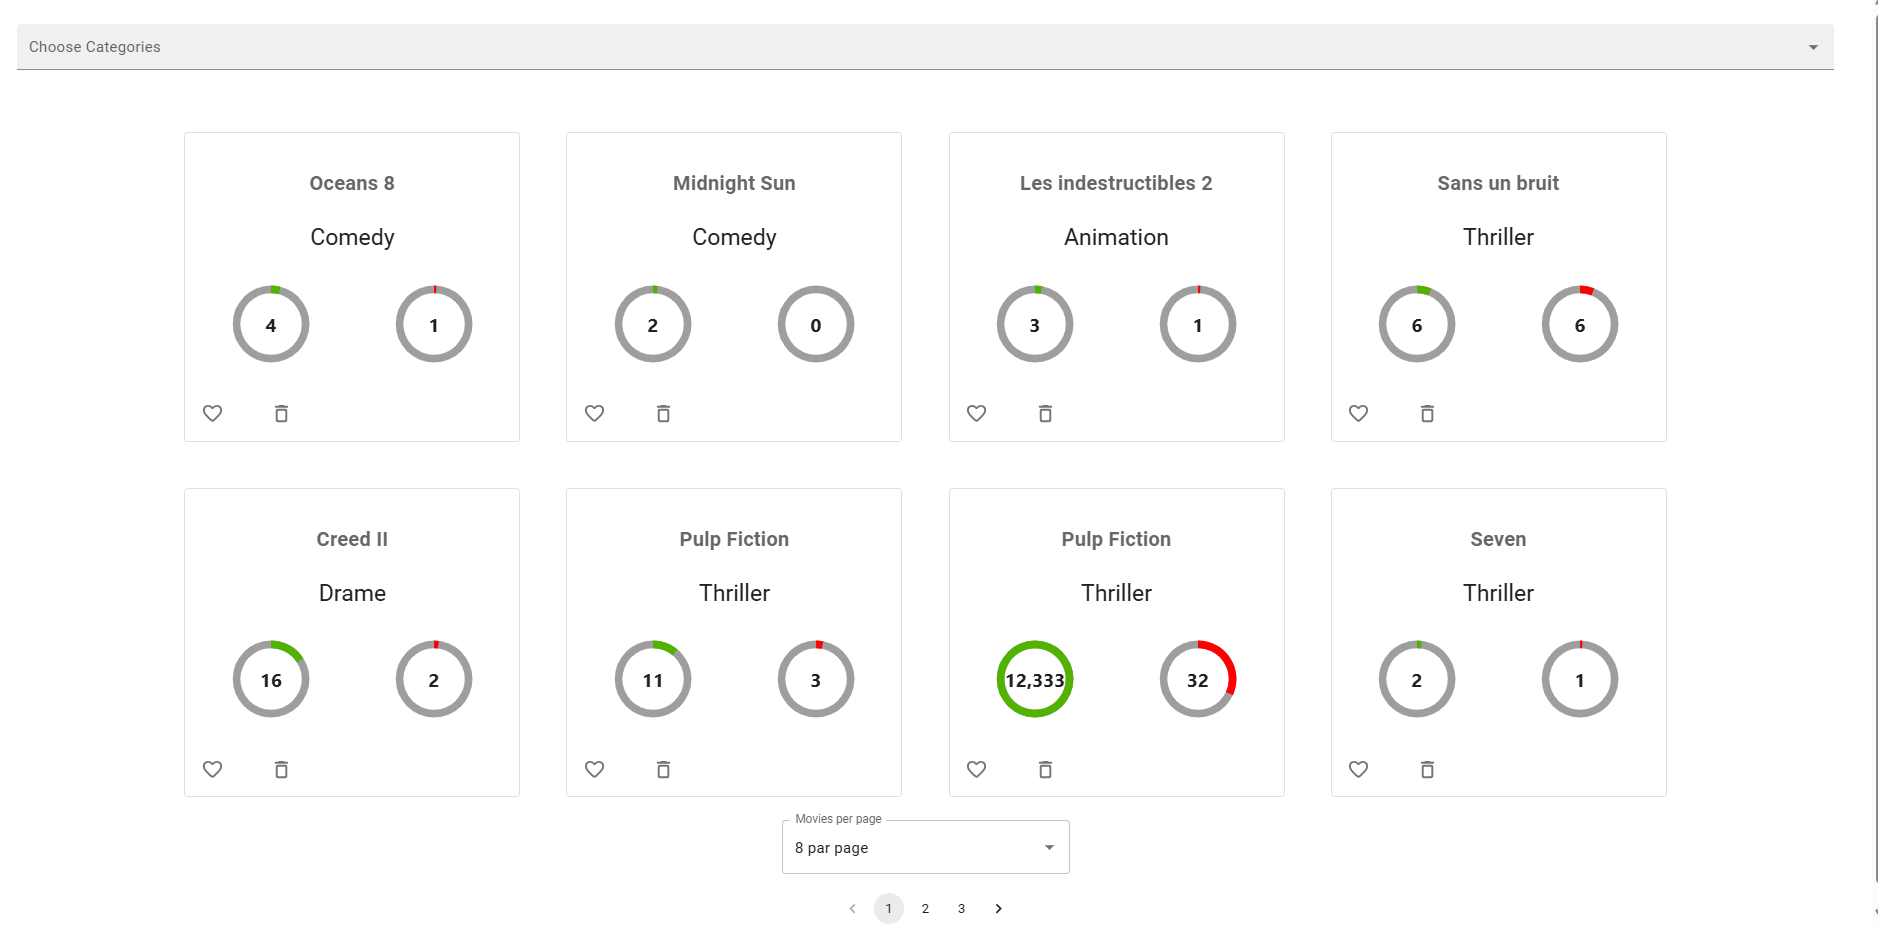 Choose Categories
Oceans 8
Comedy
4
1
Midnight Sun
Comedy
2
0
Les indestructibles 2
Animation
3
1
Sans un bruit
Thriller
6
6
Creed II
Drame
16
2
Pulp Fiction
Thriller
11
3
Pulp Fiction
Thriller
12,333
32
Seven
Thriller
2
1
Movies per page
8 par page
1 2 3